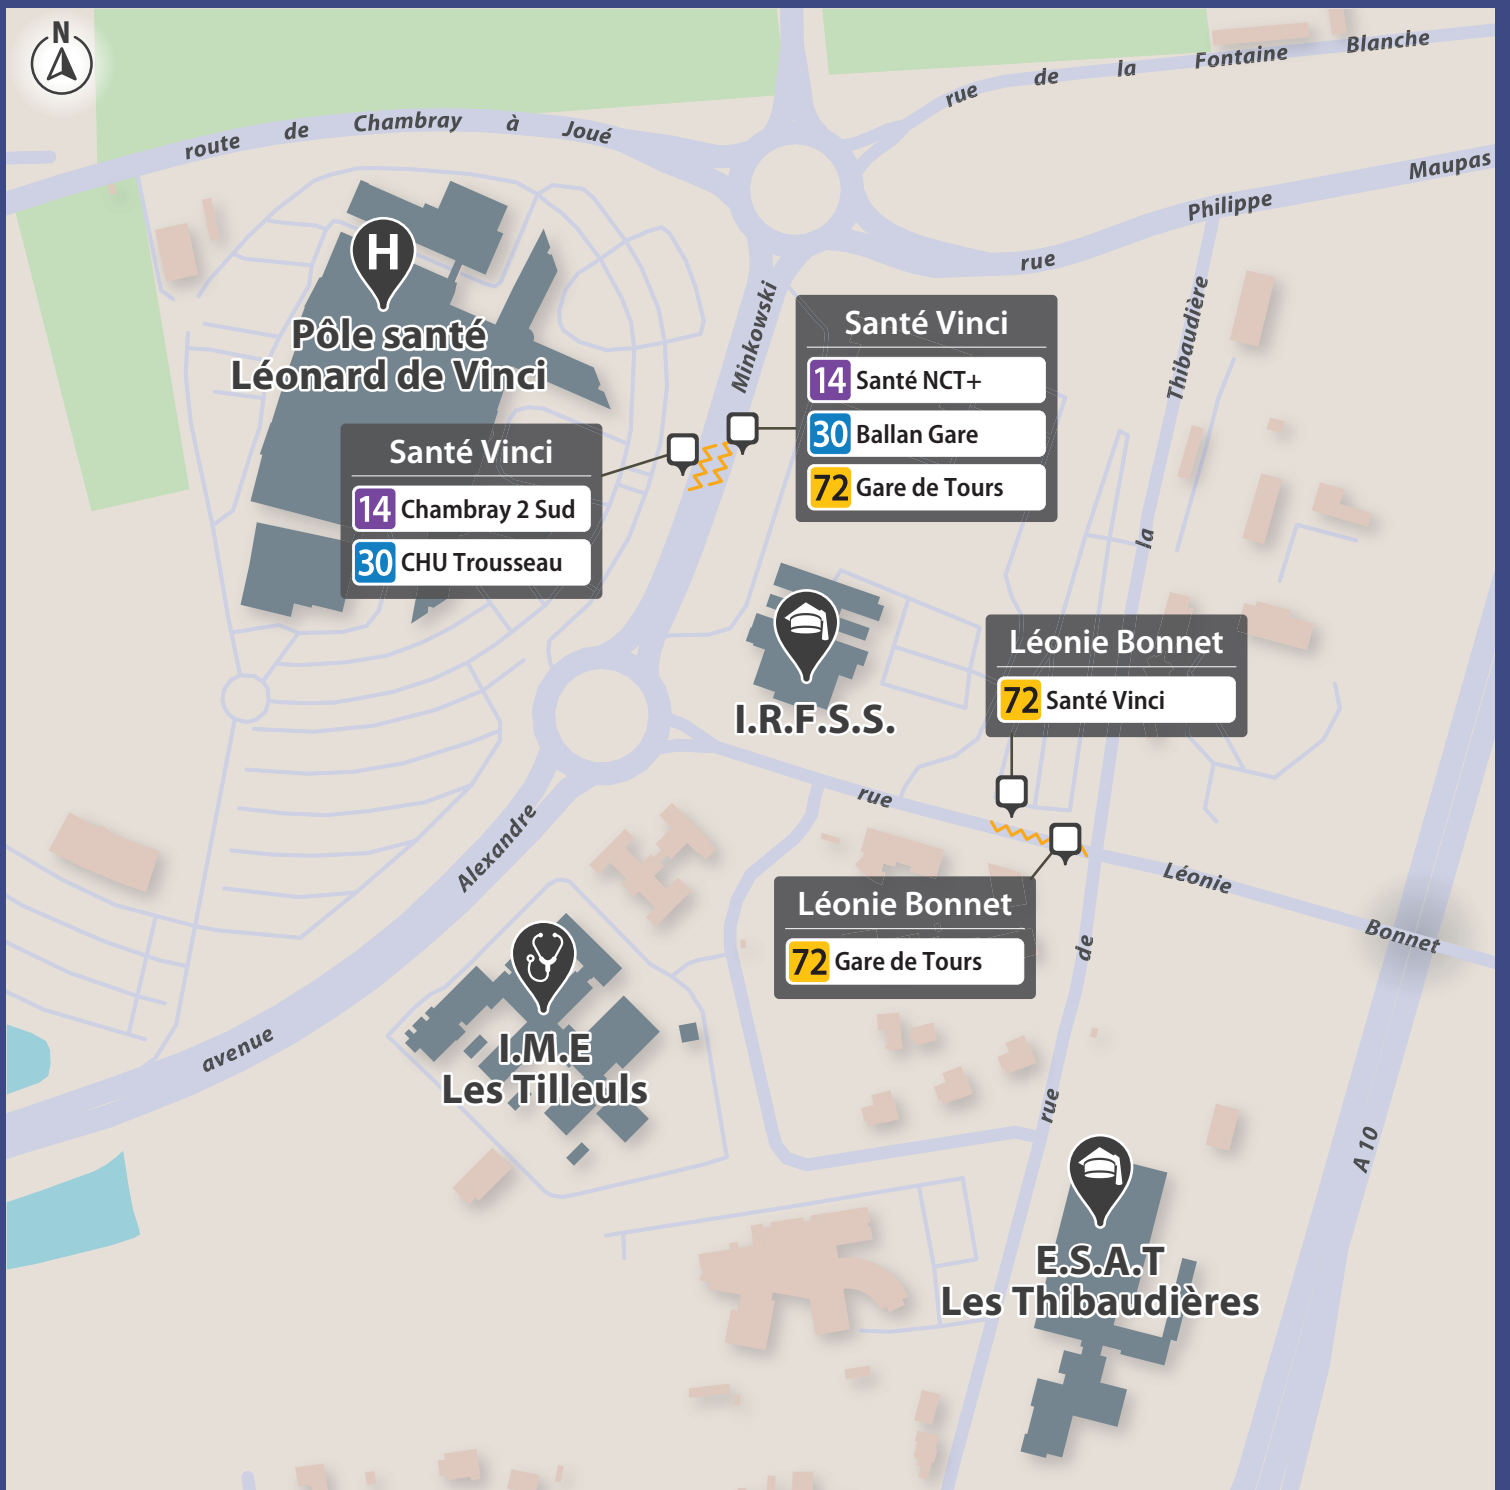 N
route de Chambray à Joué
rue de la Fontaine Blanche
rue Philippe Maupas
H
Pôle santé
Léonard de Vinci
Minkowski
Santé Vinci
14 Santé NCT+
30 Ballan Gare
72 Gare de Tours
Santé Vinci
14 Chambray 2 Sud
30 CHU Trousseau
Thibaudière
la
de
rue
I.R.F.S.S.
Léonie Bonnet
72 Santé Vinci
rue Léonie Bonnet
Léonie Bonnet
72 Gare de Tours
Alexandre
avenue
I.M.E
Les Tilleuls
A 10
E.S.A.T
Les Thibaudières